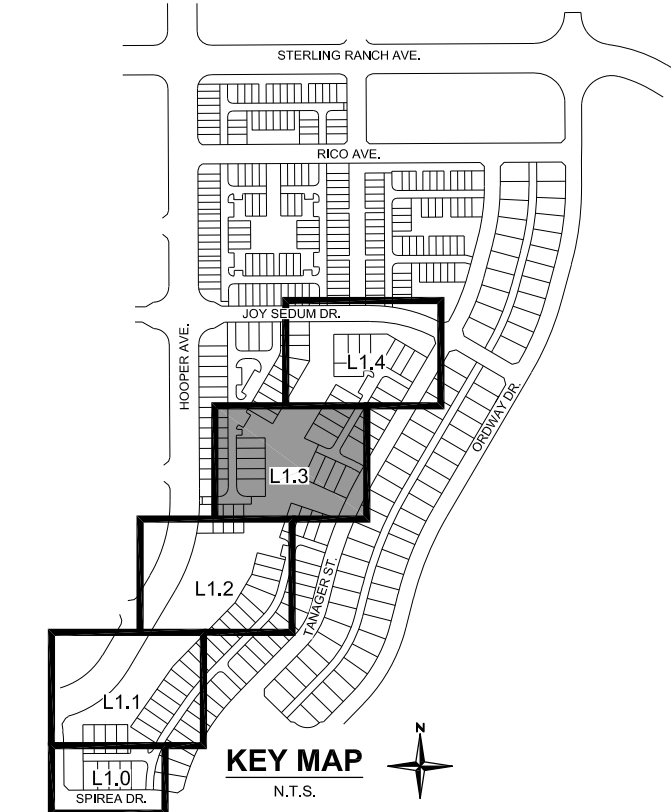 STERLING RANCH AVE.
RICO AVE.
JOY SEDUM DR.
HOOPER AVE.
L1.4
ORDWAY DR.
L1.3
L1.2
TANAGER ST.
L1.1
L1.0
SPIREA DR.
KEY MAP
N.T.S.
N